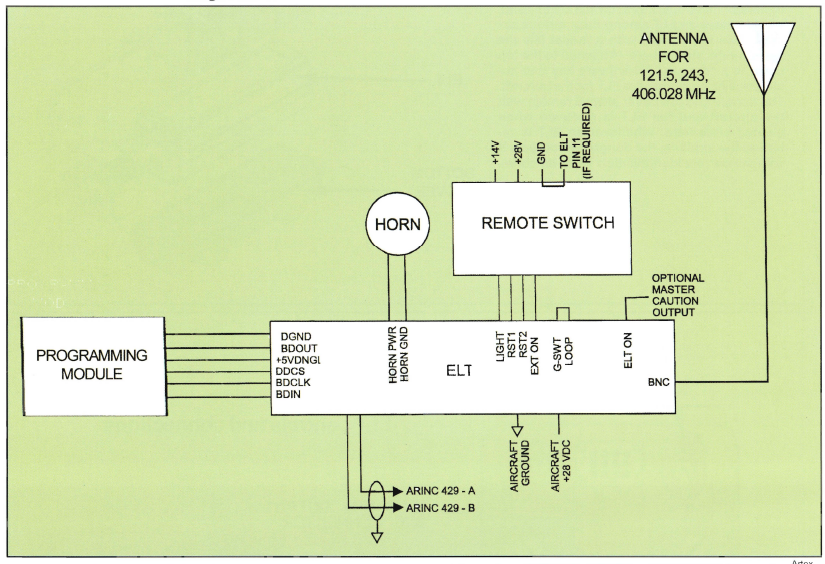 ANTENNA
FOR
121.5, 243,
406.028 MHz
+14V
+28V
GND
TO ELT
PIN 11
(IF REQUIRED)
HORN
REMOTE SWITCH
OPTIONAL
MASTER
CAUTION
OUTPUT
PROGRAMMING
MODULE
DGND
BDOUT
+5VDNGL
DDCS
BDCLK
BDIN
HORN PWR
HORN GND
ELT
LIGHT
RST1
RST2
EXT ON
G-SWT
LOOP
ELT ON
BNC
AIRCRAFT
GROUND
AIRCRAFT
+28 VDC
ARINC 429 - A
ARINC 429 - B